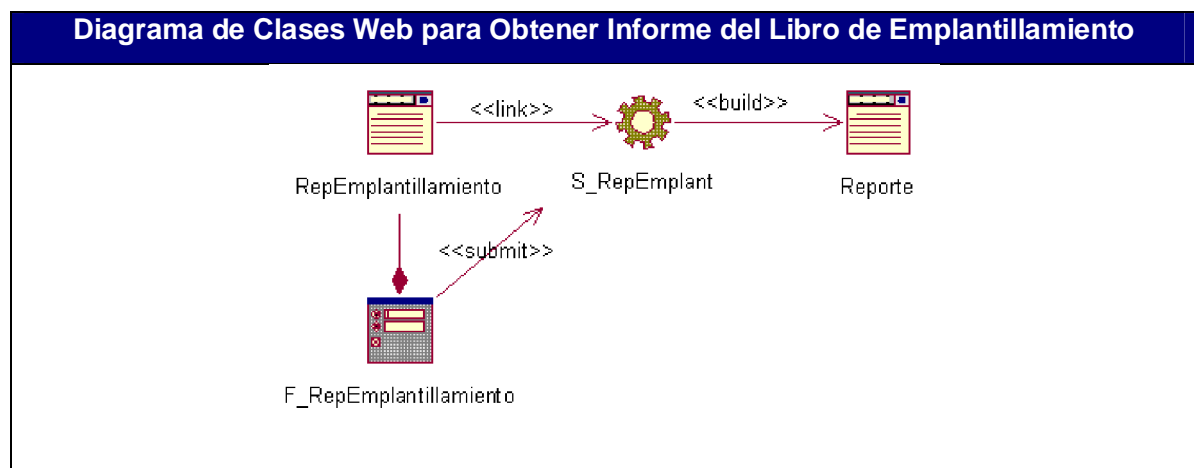 Diagrama de Clases Web para Obtener Informe del Libro de Emplantillamiento
<<link>>
<<build>>
RepEmplantillamiento
S_RepEmplant
Reporte
<<submit>>
F_RepEmplantillamiento